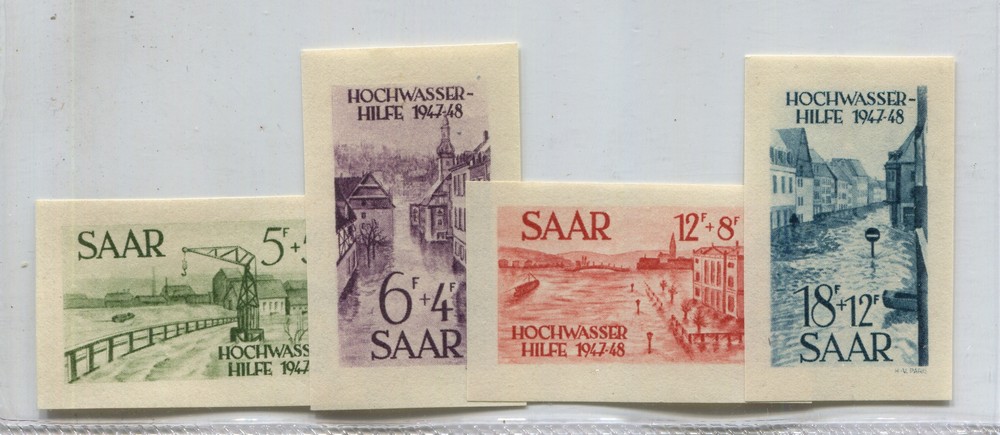 SAAR 5F+5
HOCHWASS
HILFE 1947
HOCHWASSER-
HILFE 1947-48
6F+4F
SAAR
SAAR 12F+8F
HOCHWASSER
HILFE 1947-48
HOCHWASSER-
HILFE 1947-48
18F+12F
SAAR